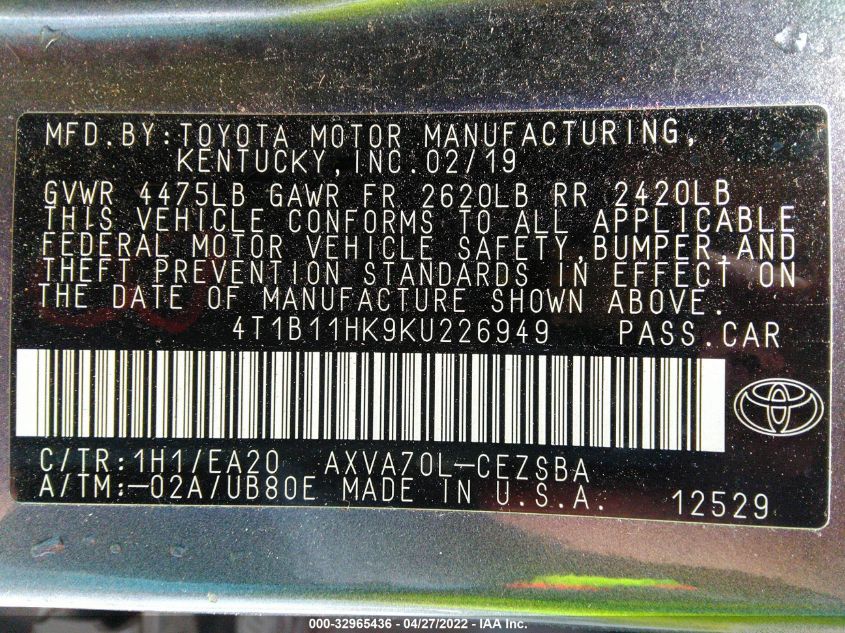 MFD.BY:TOYOTA MOTOR MANUFACTURING,
KENTUCKY,INC.02/19
GVWR 4475LB GAWR FR 2620LB RR 2420LB
THIS VEHICLE CONFORMS TO ALL APPLICABLE
FEDERAL MOTOR VEHICLE SAFETY,BUMPER,AND
THEFT PREVENTION STANDARDS IN EFFECT ON
THE DATE OF MANUFACTURE SHOWN ABOVE.
4T1B11HK9KU226949 PASS.CAR
C/TR:1H1/EA20 AXVA70L-CEZSBA
A/TM:-02A/UB80E MADE IN U.S.A. 12529
000-32965436 - 04/27/2022 - IAA Inc.